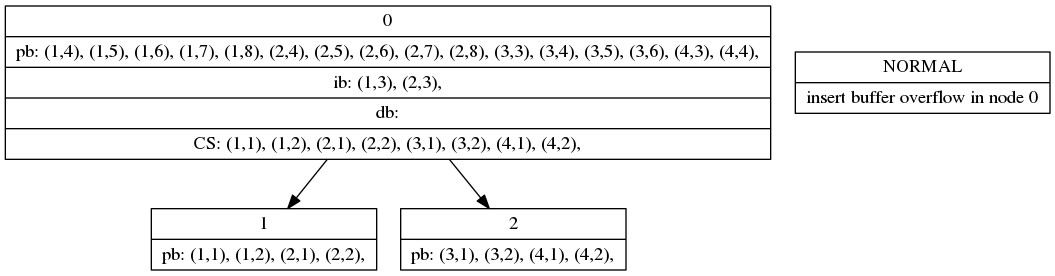 0
pb: (1,4), (1,5), (1,6), (1,7), (1,8), (2,4), (2,5), (2,6), (2,7), (2,8), (3,3), (3,4), (3,5), (3,6), (4,3), (4,4),
ib: (1,3), (2,3),
db:
CS: (1,1), (1,2), (2,1), (2,2), (3,1), (3,2), (4,1), (4,2),
NORMAL
insert buffer overflow in node 0
1
pb: (1,1), (1,2), (2,1), (2,2),
2
pb: (3,1), (3,2), (4,1), (4,2),